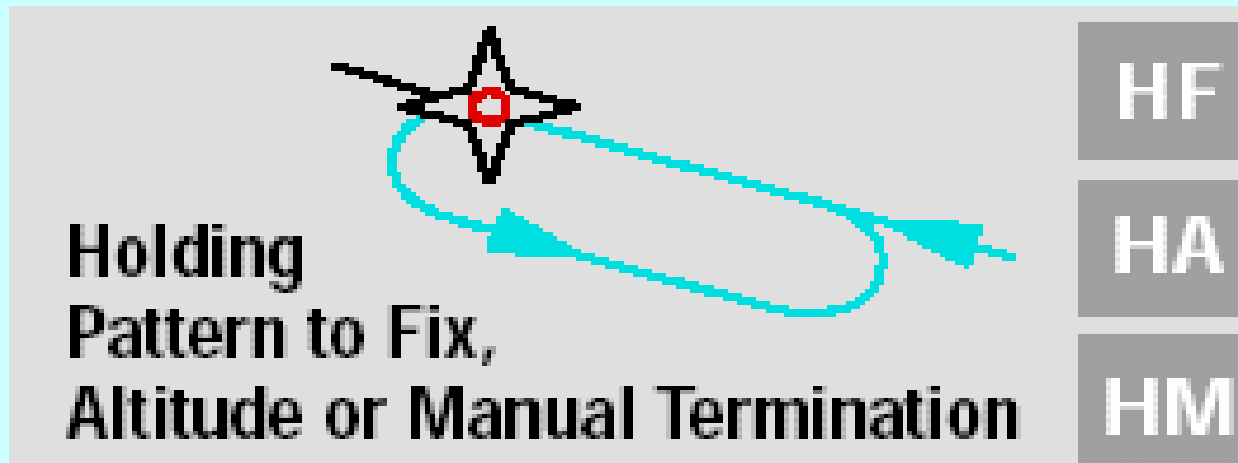 HF
HA
Holding
Pattern to Fix,
Altitude or Manual Termination
HM